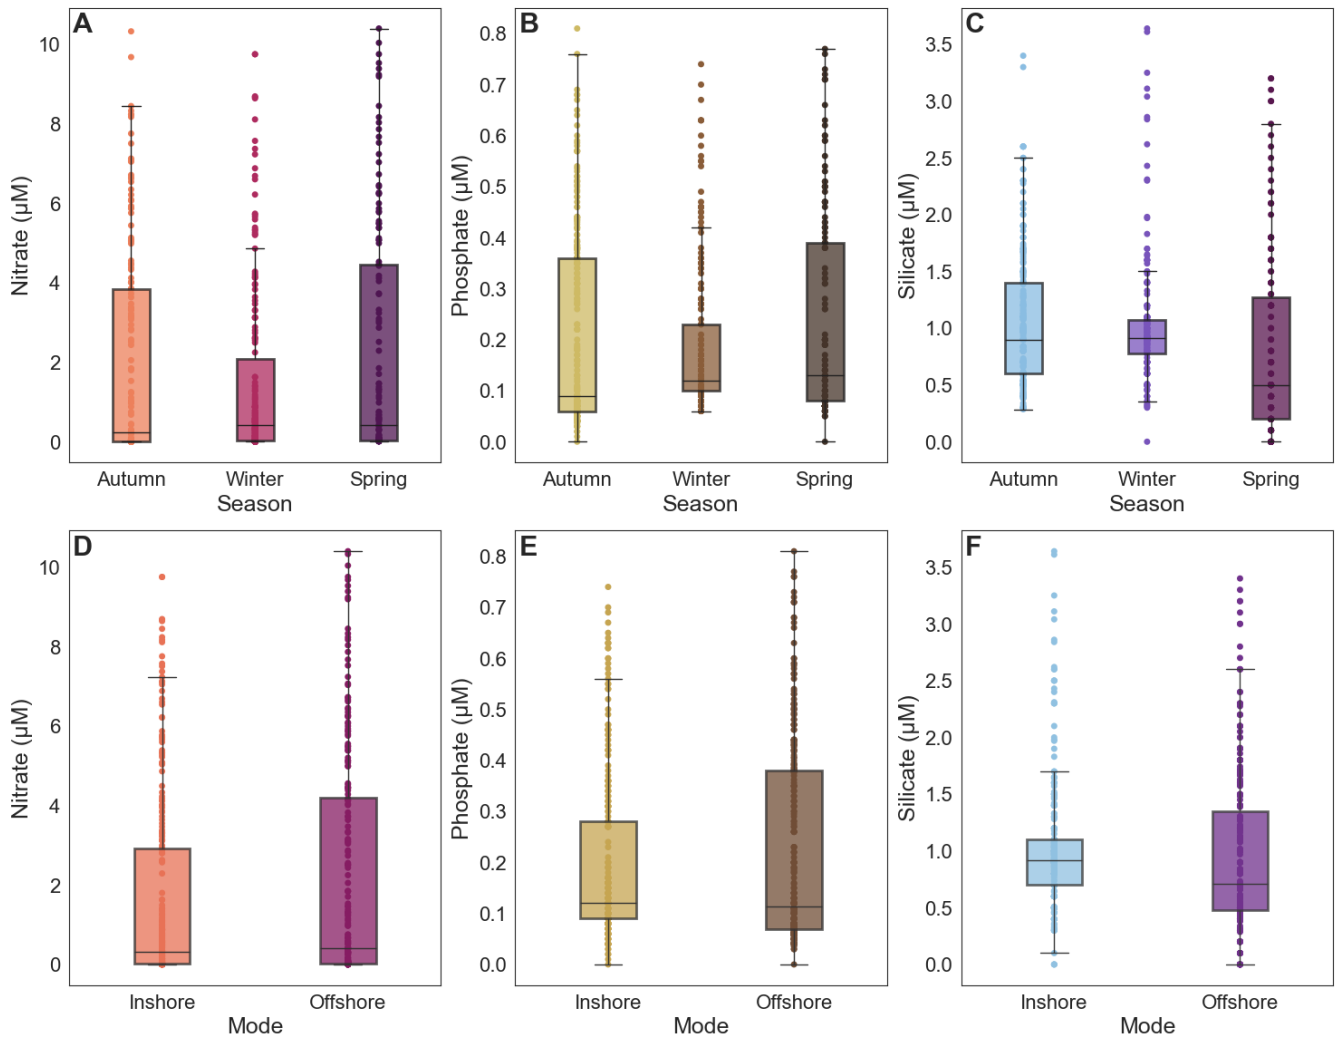 A
10
8
6
4
2
0
Nitrate (μM)
Autumn Winter Spring
Season
B
0.8
0.7
0.6
0.5
0.4
0.3
0.2
0.1
0.0
Phosphate (μM)
Autumn Winter Spring
Season
C
3.5
3.0
2.5
2.0
1.5
1.0
0.5
0.0
Silicate (μM)
Autumn Winter Spring
Season
D
10
8
6
4
2
0
Nitrate (μM)
Inshore Offshore
Mode
E
0.8
0.7
0.6
0.5
0.4
0.3
0.2
0.1
0.0
Phosphate (μM)
Inshore Offshore
Mode
F
3.5
3.0
2.5
2.0
1.5
1.0
0.5
0.0
Silicate (μM)
Inshore Offshore
Mode